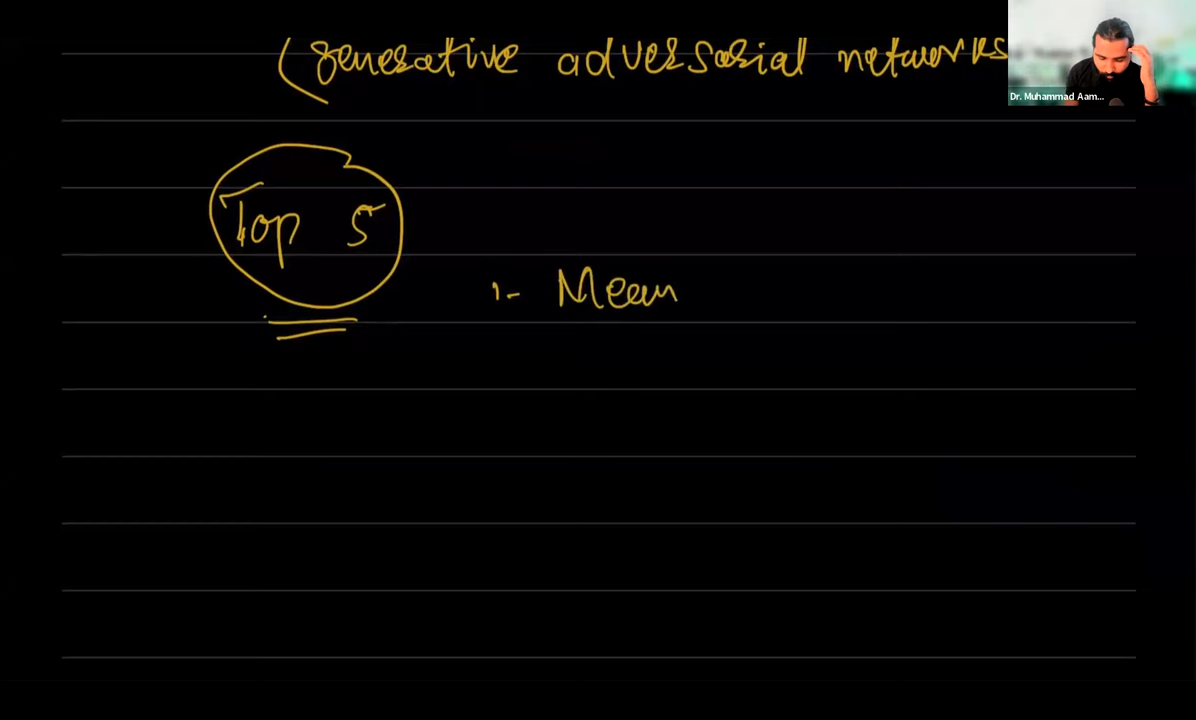 (generative adversarial networks
Dr. Muhammad Aam...
Top 5
1- Mean